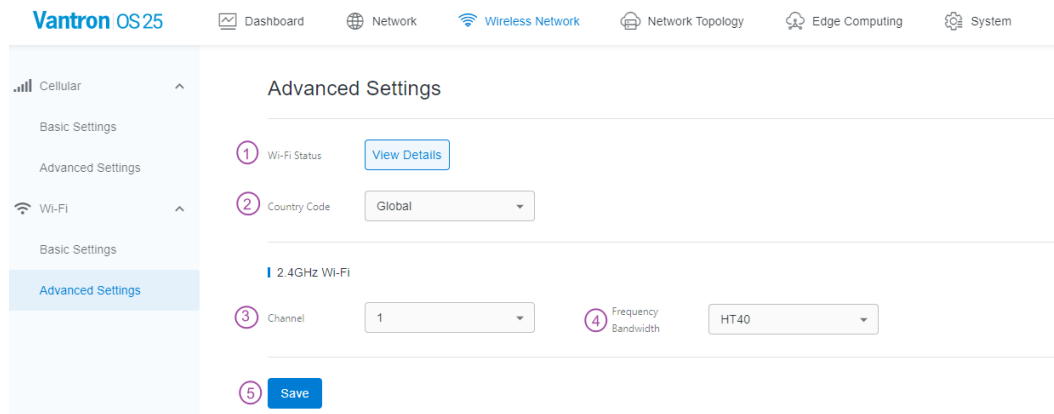 Vantron OS 25 Dashboard Network Wireless Network Network Topology Edge Computing System
Cellular
Basic Settings
Advanced Settings
Wi-Fi
Basic Settings
Advanced Settings
Advanced Settings
1 Wi-Fi Status View Details
2 Country Code Global
2.4GHz Wi-Fi
3 Channel 1
4 Frequency
Bandwidth HT40
5 Save